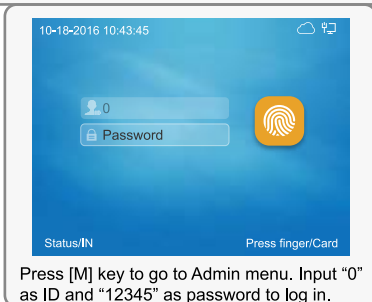 10-18-2016 10:43:45
0
Password
Status/IN
Press finger/Card
Press [M] key to go to Admin menu. Input “0”
as ID and “12345” as password to log in.